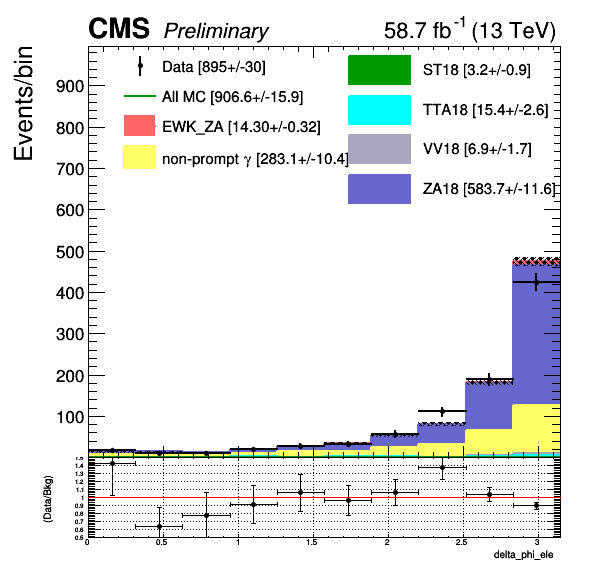 CMS Preliminary 58.7 fb⁻¹ (13 TeV)
Events/bin
900
800
700
600
500
400
300
200
100
Data [895+/-30]
All MC [906.6+/-15.9]
EWK_ZA [14.30+/-0.32]
non-prompt γ [283.1+/-10.4]
ST18 [3.2+/-0.9]
TTA18 [15.4+/-2.6]
VV18 [6.9+/-1.7]
ZA18 [583.7+/-11.6]
(Data/Bkg)
1.5
1.4
1.3
1.2
1.1
1
0.9
0.8
0.7
0.6
0.5
0 0.5 1 1.5 2 2.5 3
delta_phi_ele